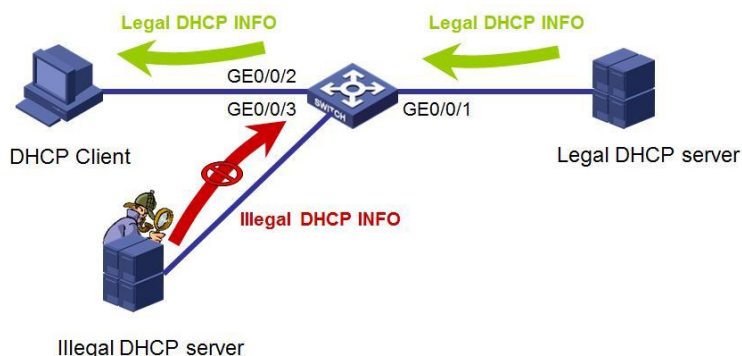 Legal DHCP INFO
Legal DHCP INFO
GE0/0/2
GE0/0/3
SWITCH
GE0/0/1
DHCP Client
Legal DHCP server
Illegal DHCP INFO
Illegal DHCP server